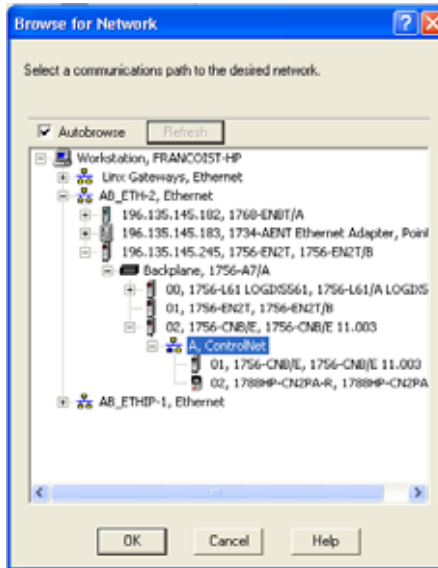 Browse for Network
Select a communications path to the desired network.
Autobrowse Refresh
Workstation, FRANCOIST-HP
Linx Gateways, Ethernet
AB_ETH-2, Ethernet
196.135.145.182, 1768-ENBT/A
196.135.145.183, 1734-AENT Ethernet Adapter, Poin
196.135.145.245, 1756-EN2T, 1756-EN2T/B
Backplane, 1756-A7/A
00, 1756-L61 LOGIX5561, 1756-L61/A LOGIX5
01, 1756-EN2T, 1756-EN2T/B
02, 1756-CNB/E, 1756-CNB/E 11.003
A, ControlNet
01, 1756-CNB/E, 1756-CNB/E 11.003
02, 1788HP-CN2PA-R, 1788HP-CN2PA
AB_ETHIP-1, Ethernet
OK Cancel Help